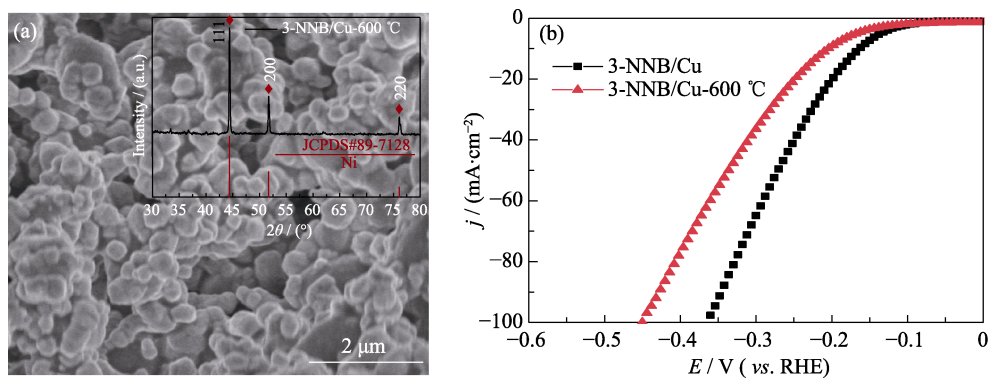 (a)
3-NNB/Cu-600 ℃
111
200
220
Intensity / (a.u.)
JCPDS#89-7128
Ni
30 35 40 45 50 55 60 65 70 75 80
2θ / (°)
2 μm
(b)
3-NNB/Cu
3-NNB/Cu-600 ℃
0
−20
−40
−60
−80
−100
j / (mA·cm⁻²)
−0.6 −0.5 −0.4 −0.3 −0.2 −0.1 0
E / V ( vs. RHE)